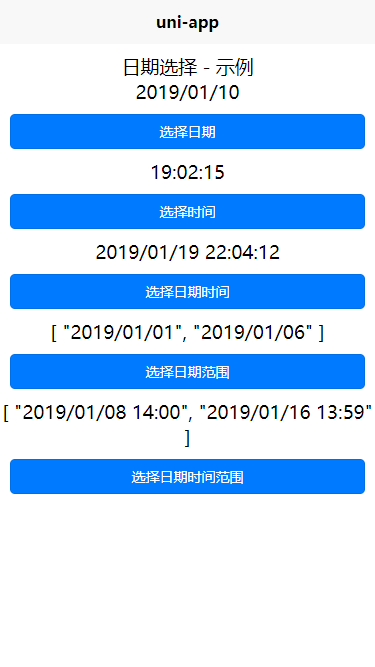 uni-app
日期选择 - 示例
2019/01/10
选择日期
19:02:15
选择时间
2019/01/19 22:04:12
选择日期时间
[ "2019/01/01", "2019/01/06" ]
选择日期范围
[ "2019/01/08 14:00", "2019/01/16 13:59"
]
选择日期时间范围